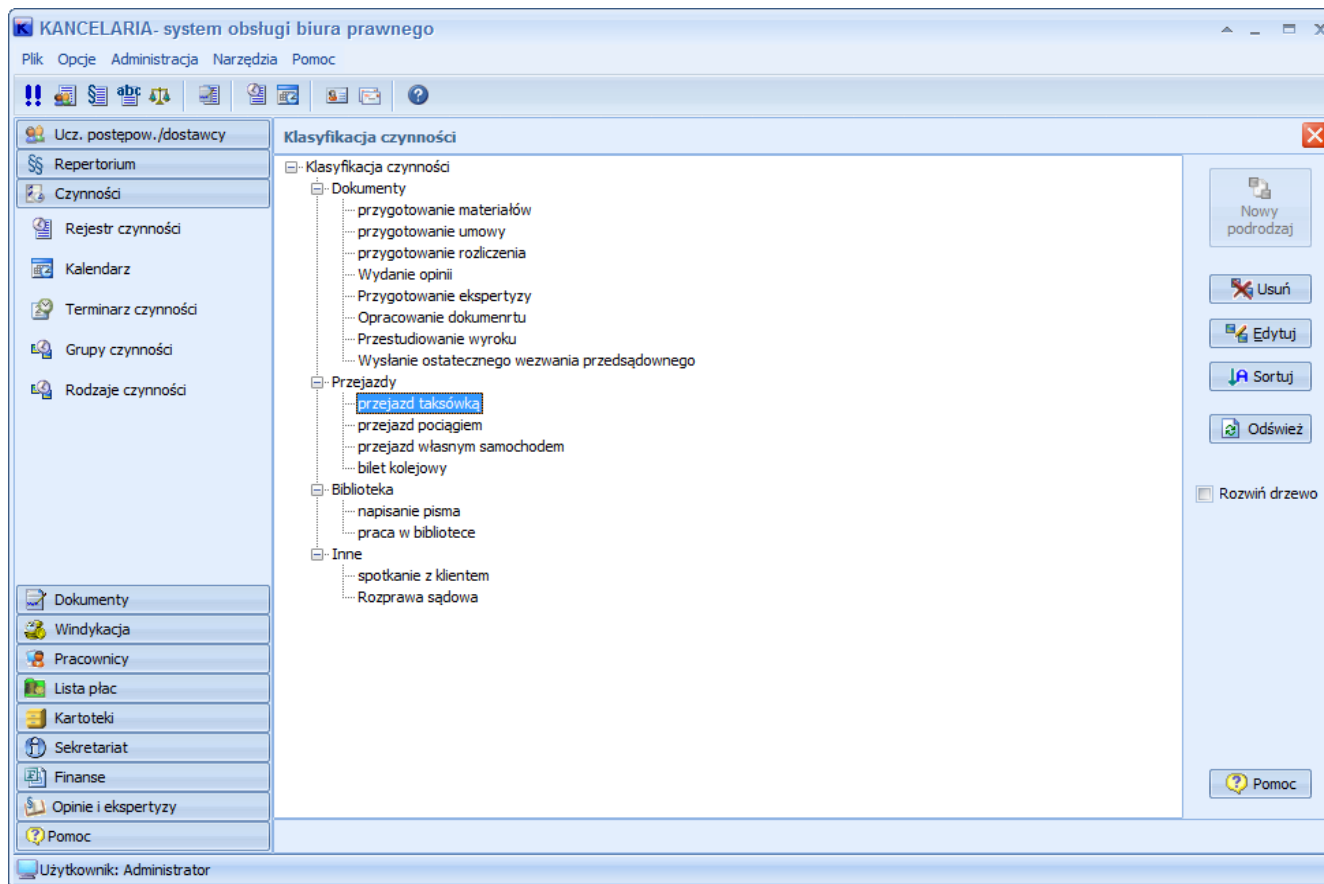 KANCELARIA- system obsługi biura prawnego
Plik Opcje Administracja Narzędzia Pomoc
Ucz. postępow./dostawcy
Repertorium
Czynności
Rejestr czynności
Kalendarz
Terminarz czynności
Grupy czynności
Rodzaje czynności
Dokumenty
Windykacja
Pracownicy
Lista płac
Kartoteki
Sekretariat
Finanse
Opinie i ekspertyzy
Pomoc
Klasyfikacja czynności
Klasyfikacja czynności
Dokumenty
przygotowanie materiałów
przygotowanie umowy
przygotowanie rozliczenia
Wydanie opinii
Przygotowanie ekspertyzy
Opracowanie dokumenrtu
Przestudiowanie wyroku
Wysłanie ostatecznego wezwania przedsądownego
Przejazdy
przejazd taksówką
przejazd pociągiem
przejazd własnym samochodem
bilet kolejowy
Biblioteka
napisanie pisma
praca w bibliotece
Inne
spotkanie z klientem
Rozprawa sądowa
Nowy
podrodzaj
Usuń
Edytuj
Sortuj
Odśwież
Rozwiń drzewo
Pomoc
Użytkownik: Administrator